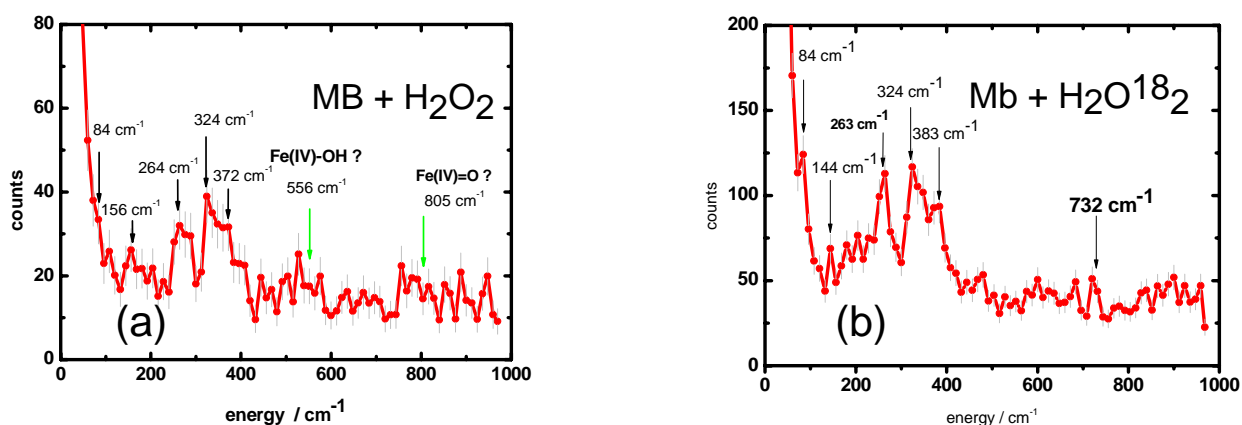 80
60
40
20
0
counts
MB + H₂O₂
84 cm⁻¹
156 cm⁻¹
264 cm⁻¹
324 cm⁻¹
372 cm⁻¹
Fe(IV)-OH ?
556 cm⁻¹
Fe(IV)=O ?
805 cm⁻¹
(a)
0 200 400 600 800 1000
energy / cm⁻¹
200
150
100
50
0
counts
Mb + H₂O¹⁸₂
84 cm⁻¹
144 cm⁻¹
263 cm⁻¹
324 cm⁻¹
383 cm⁻¹
732 cm⁻¹
(b)
0 200 400 600 800 1000
energy / cm⁻¹